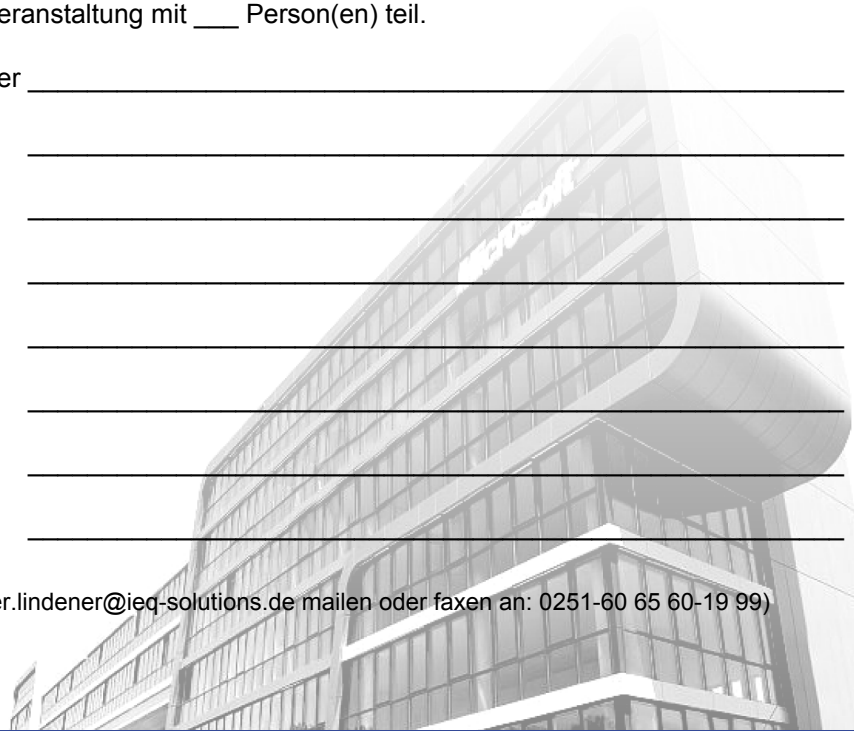 eranstaltung mit ___ Person(en) teil.
er
Microsoft
er.lindener@ieq-solutions.de mailen oder faxen an: 0251-60 65 60-19 99)